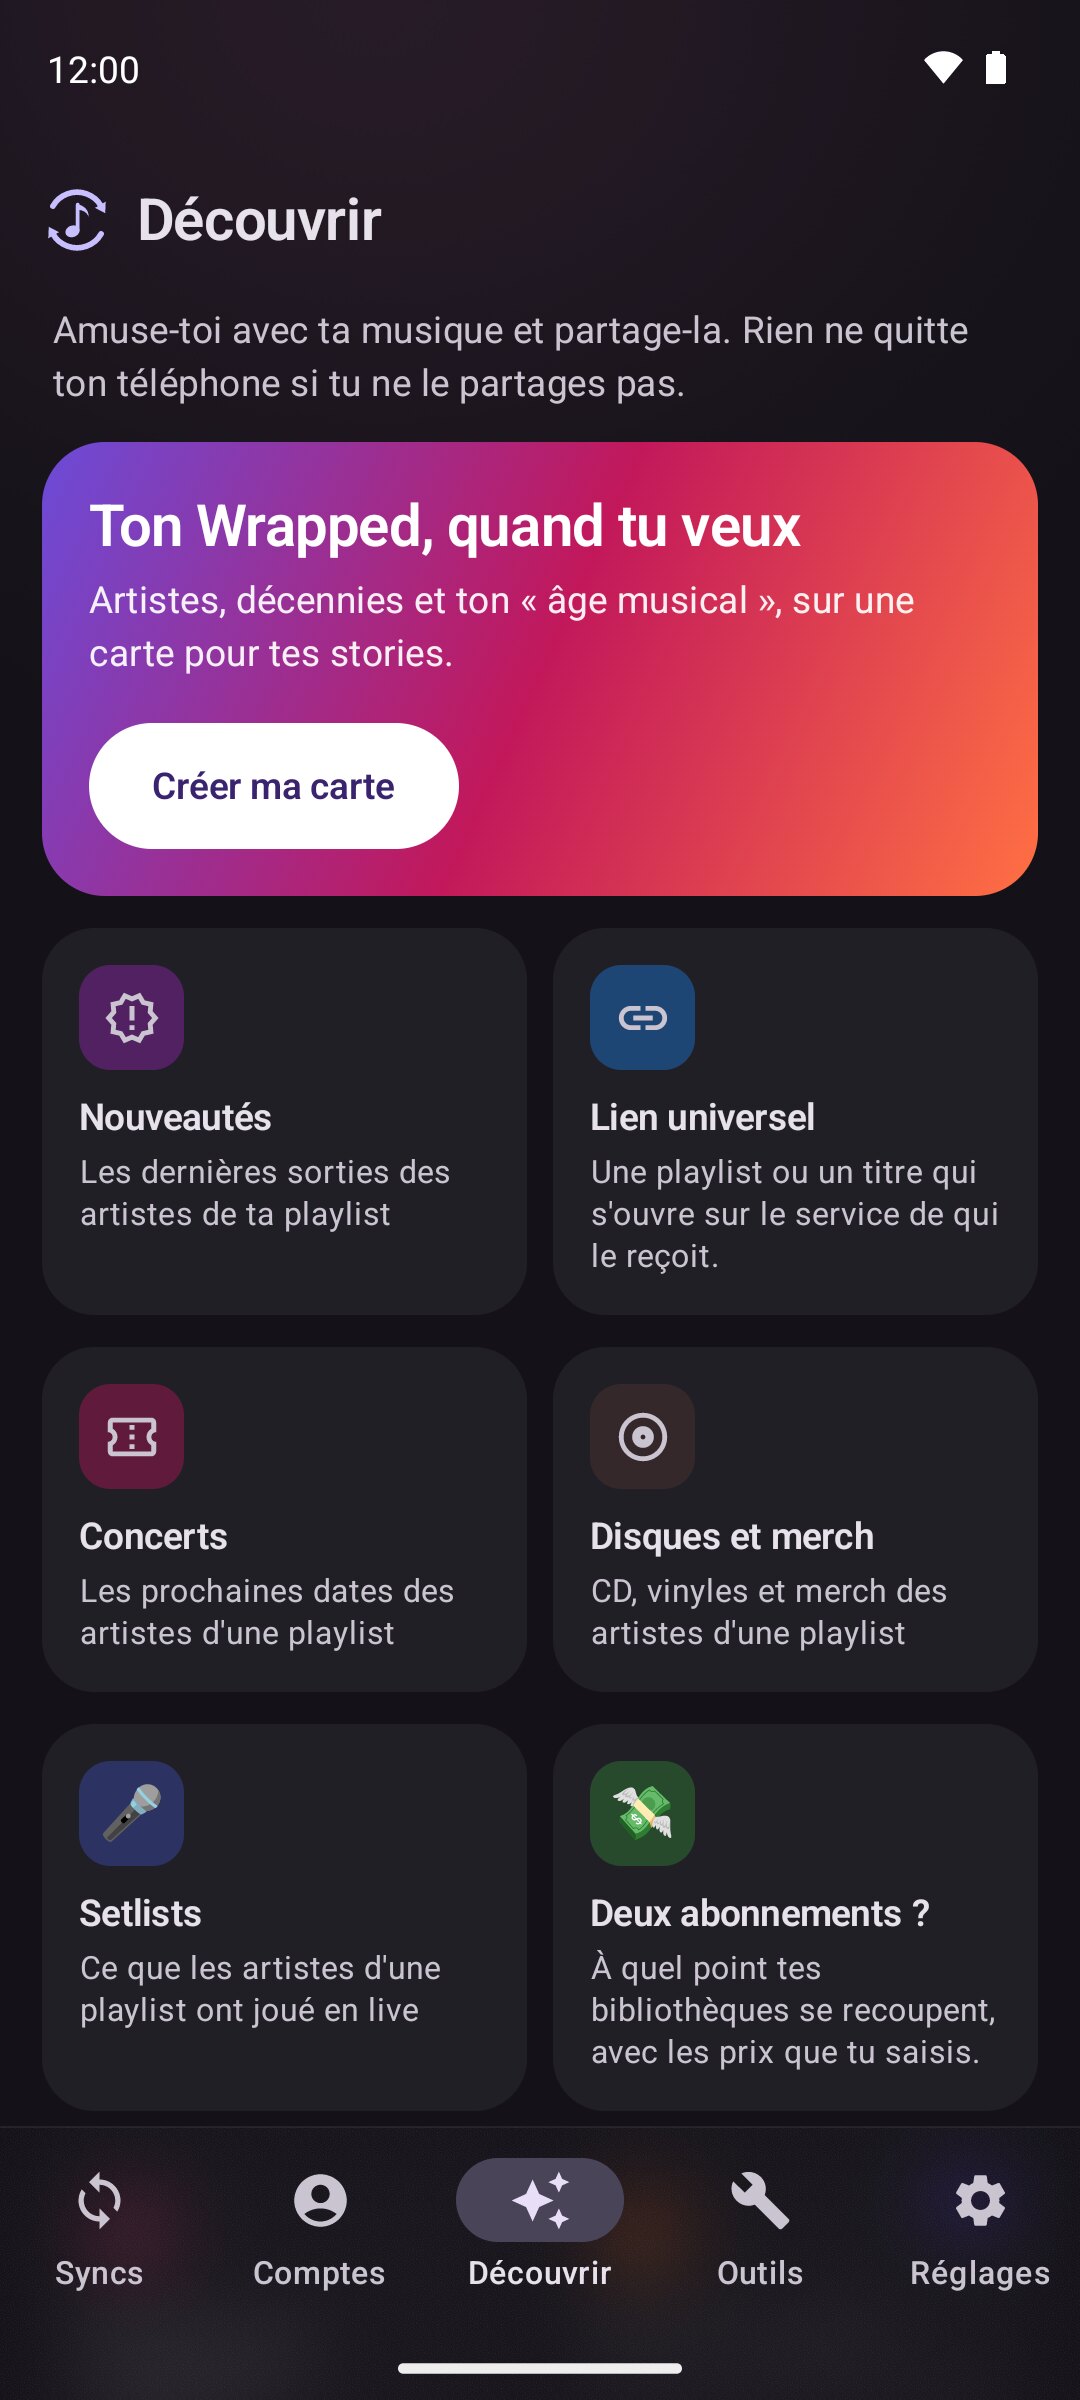 12:00
Découvrir
Amuse-toi avec ta musique et partage-la. Rien ne quitte
ton téléphone si tu ne le partages pas.
Ton Wrapped, quand tu veux
Artistes, décennies et ton « âge musical », sur une
carte pour tes stories.
Créer ma carte
Nouveautés
Les dernières sorties des
artistes de ta playlist
Lien universel
Une playlist ou un titre qui
s'ouvre sur le service de qui
le reçoit.
Concerts
Les prochaines dates des
artistes d'une playlist
Disques et merch
CD, vinyles et merch des
artistes d'une playlist
Setlists
Ce que les artistes d'une
playlist ont joué en live
Deux abonnements ?
À quel point tes
bibliothèques se recoupent,
avec les prix que tu saisis.
Syncs
Comptes
Découvrir
Outils
Réglages